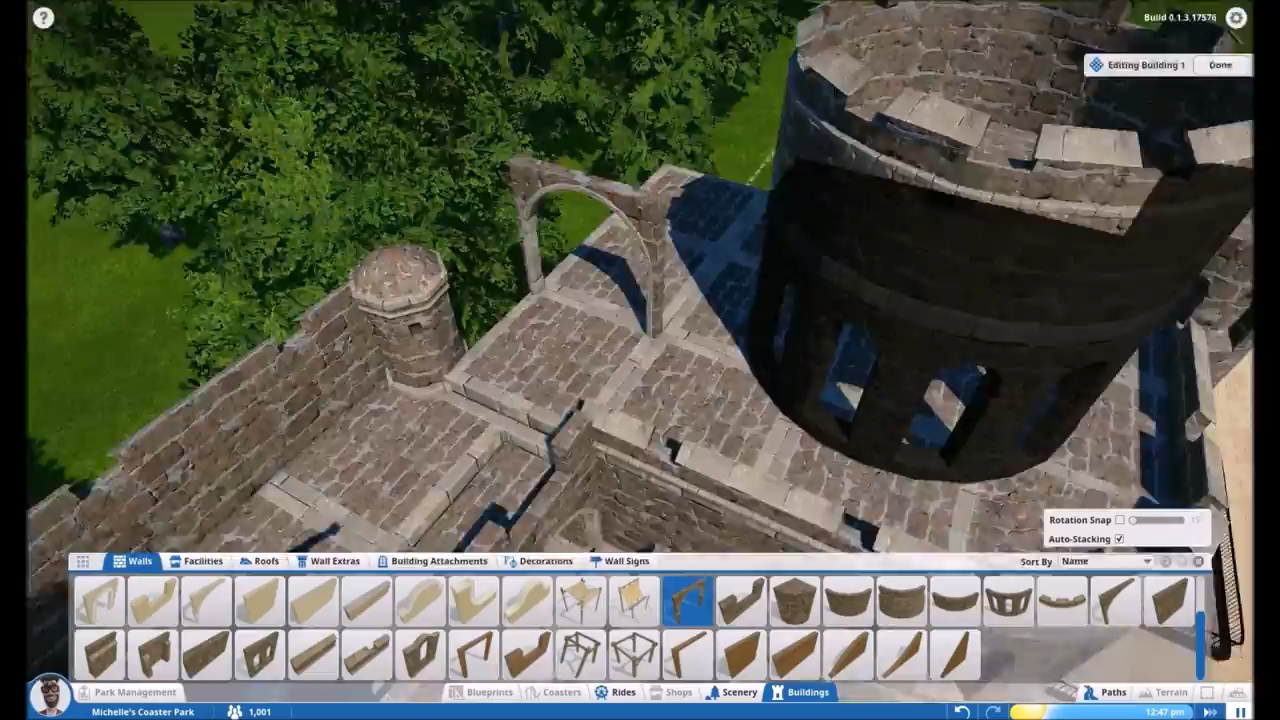 ?
Build 0.1.3.17576
Editing Building 1 Done
Rotation Snap 15
Auto-Stacking
Walls Facilities Roofs Wall Extras Building Attachments Decorations Wall Signs Sort By Name
Park Management Blueprints Coasters Rides Shops Scenery Buildings Paths Terrain
Michelle's Coaster Park 1,001 12:47 pm